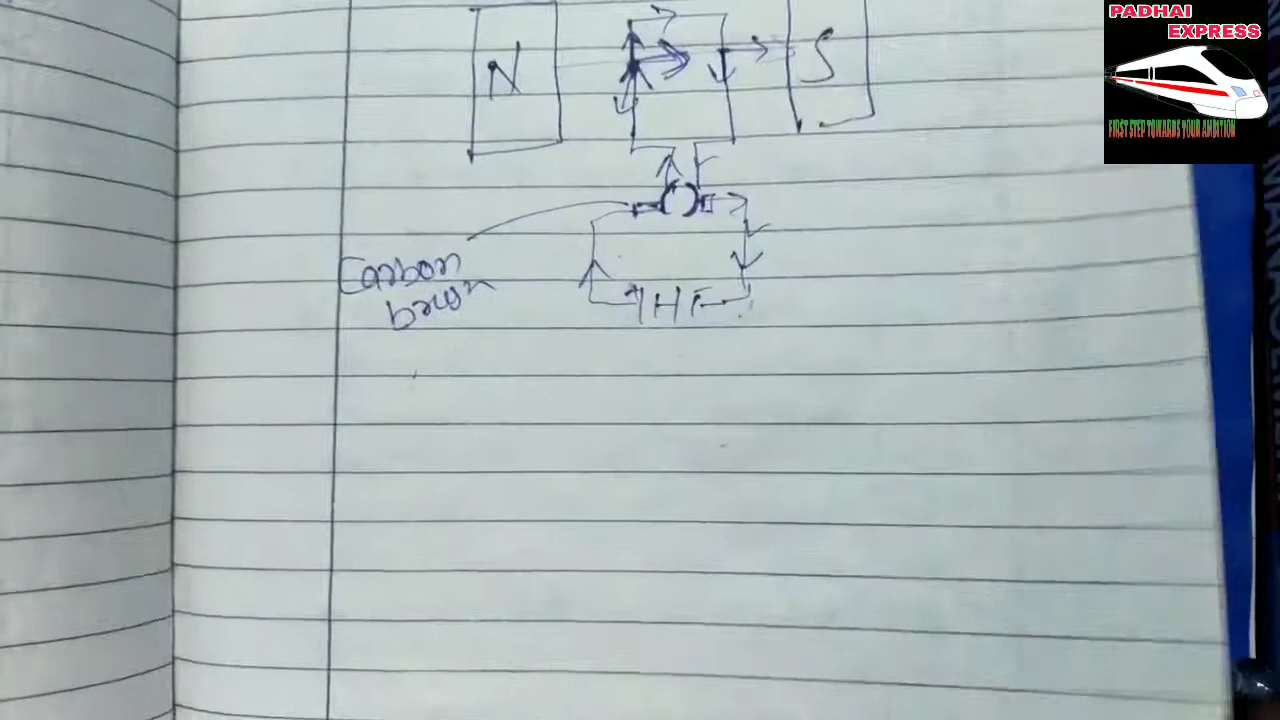 PADHAI
EXPRESS
FIRST STEP TOWARDS YOUR AMBITION
N
S
Carbon
brush